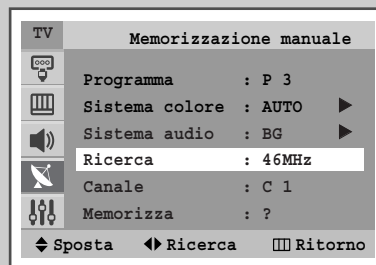 TV
Memorizzazione manuale
Programma : P 3
Sistema colore : AUTO ▶
Sistema audio : BG ▶
Ricerca : 46MHz
Canale : C 1
Memorizza : ?
Sposta Ricerca Ritorno